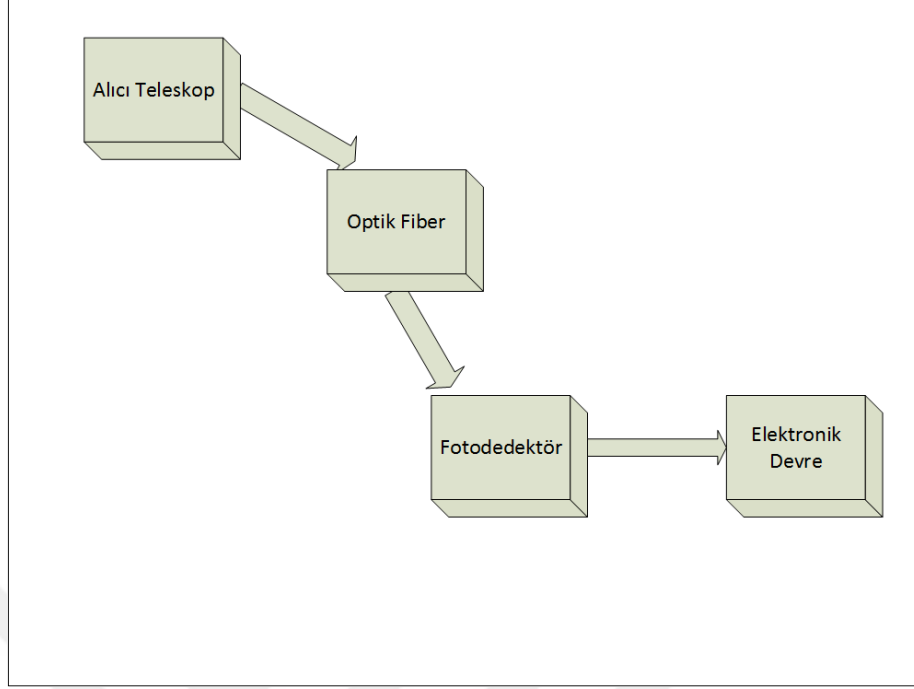 Alıcı Teleskop
Optik Fiber
Fotodedektör
Elektronik
Devre